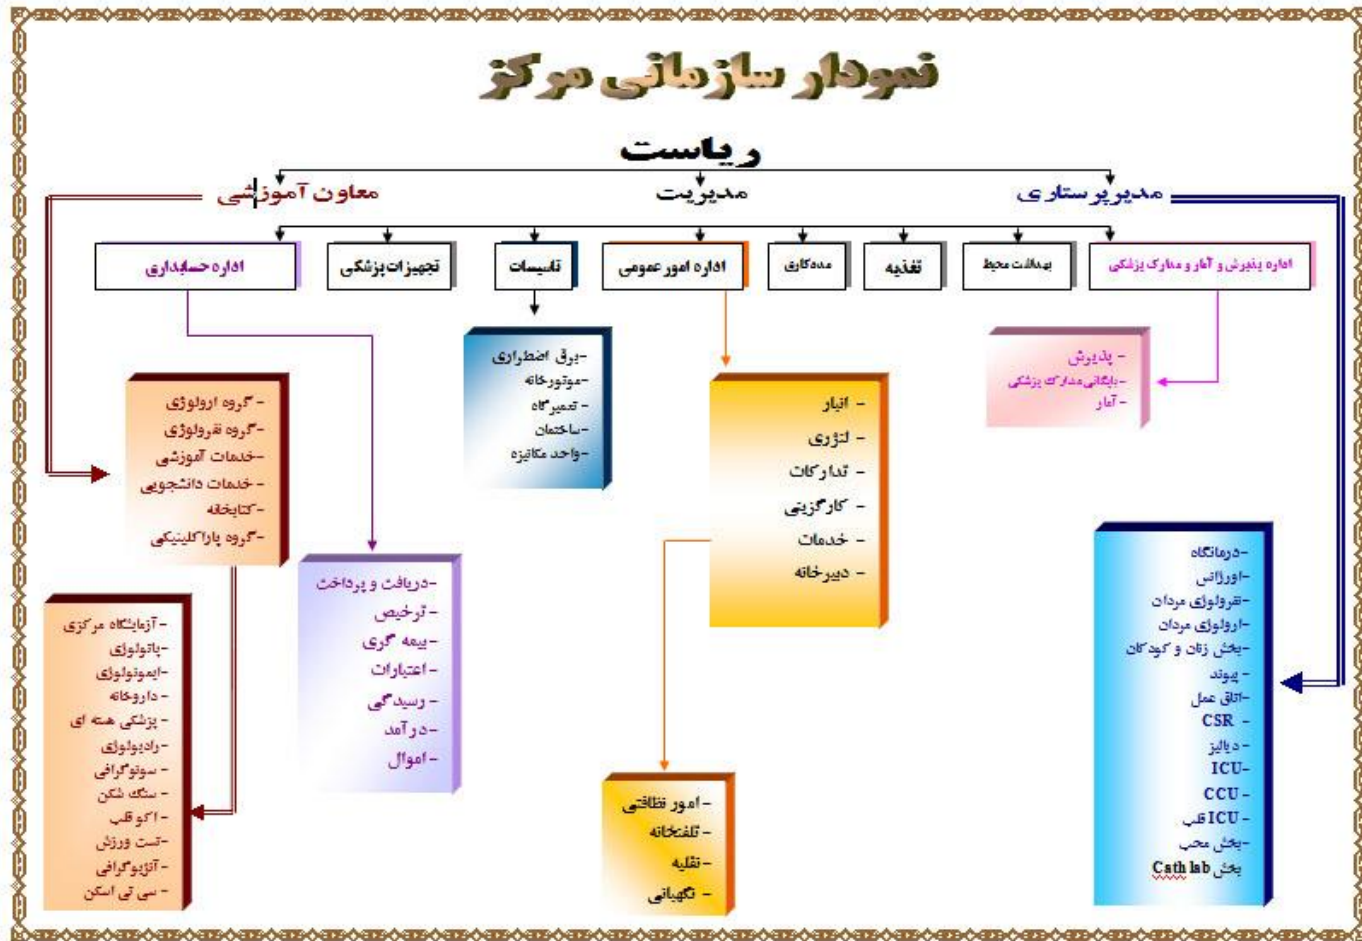 نمودار سازمانی مرکز
ریاست
مدیرپرستاری
مدیریت
معاون آموزشی
اداره پذیرش و آمار و مدارک پزشکی
بهداشت محیط
تغذیه
مددکاری
اداره امور عمومی
تاسیسات
تجهیزات پزشکی
اداره حسابداری
- پذیرش
-بایگانی مدارک پزشکی
- آمار
- انبار
- لنژری
- تدارکات
- کارگزینی
- خدمات
- دبیرخانه
-برق اضطراری
-موتورخانه
- تعمیرگاه
-ساختمان
-واحد مکانیزه
- گروه ارولوژی
-گروه نفرولوژی
-خدمات آموزشی
- خدمات دانشجویی
-کتابخانه
-گروه پاراکلینیکی
-دریافت و پرداخت
-ترخیص
- بیمه گری
-اعتبارات
- رسیدگی
-درآمد
-اموال
-درمانگاه
-اورژانس
-نفرولوژی مردان
-ارولوژی مردان
-بخش زنان و کودکان
- پیوند
-اتاق عمل
- CSR
- دیالیز
-ICU
-CCU
-ICU قلب
-بخش محب
بخش Cath lab
- آزمایشگاه مرکزی
-پاتولوژی
-ایمونولوژی
- داروخانه
- پزشکی هسته ای
-رادیولوژی
- سونوگرافی
- سنگ شکن
- اکو قلب
-تست ورزش
-آنژیوگرافی
- سی تی اسکن
- امور نظافتی
-تلفنخانه
-نقلیه
- نگهبانی